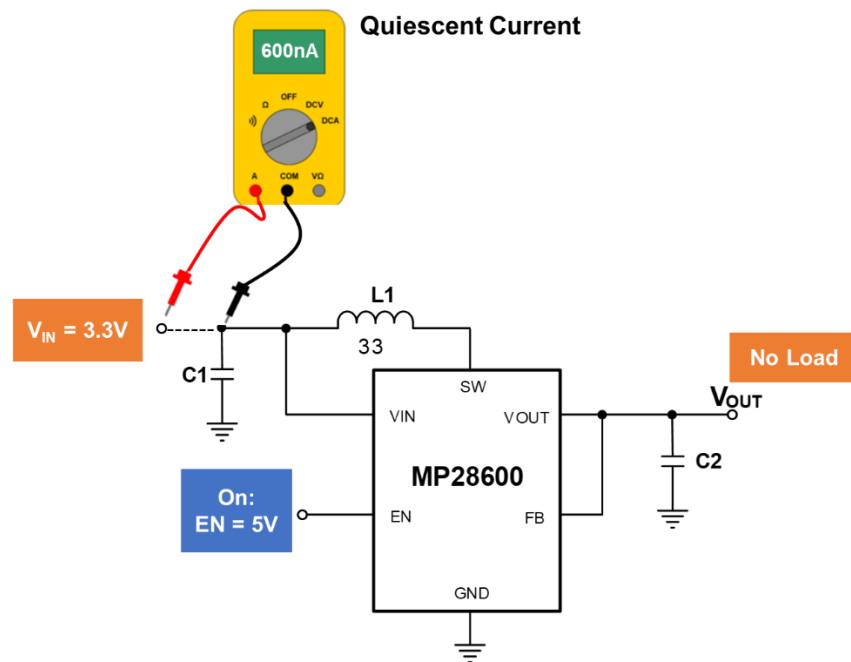 Quiescent Current
600nA
OFF
Ω
DCV
DCA
A
COM
VΩ
L1
33
VIN = 3.3V
C1
SW
No Load
VOUT
VIN
VOUT
MP28600
C2
On:
EN = 5V
EN
FB
GND